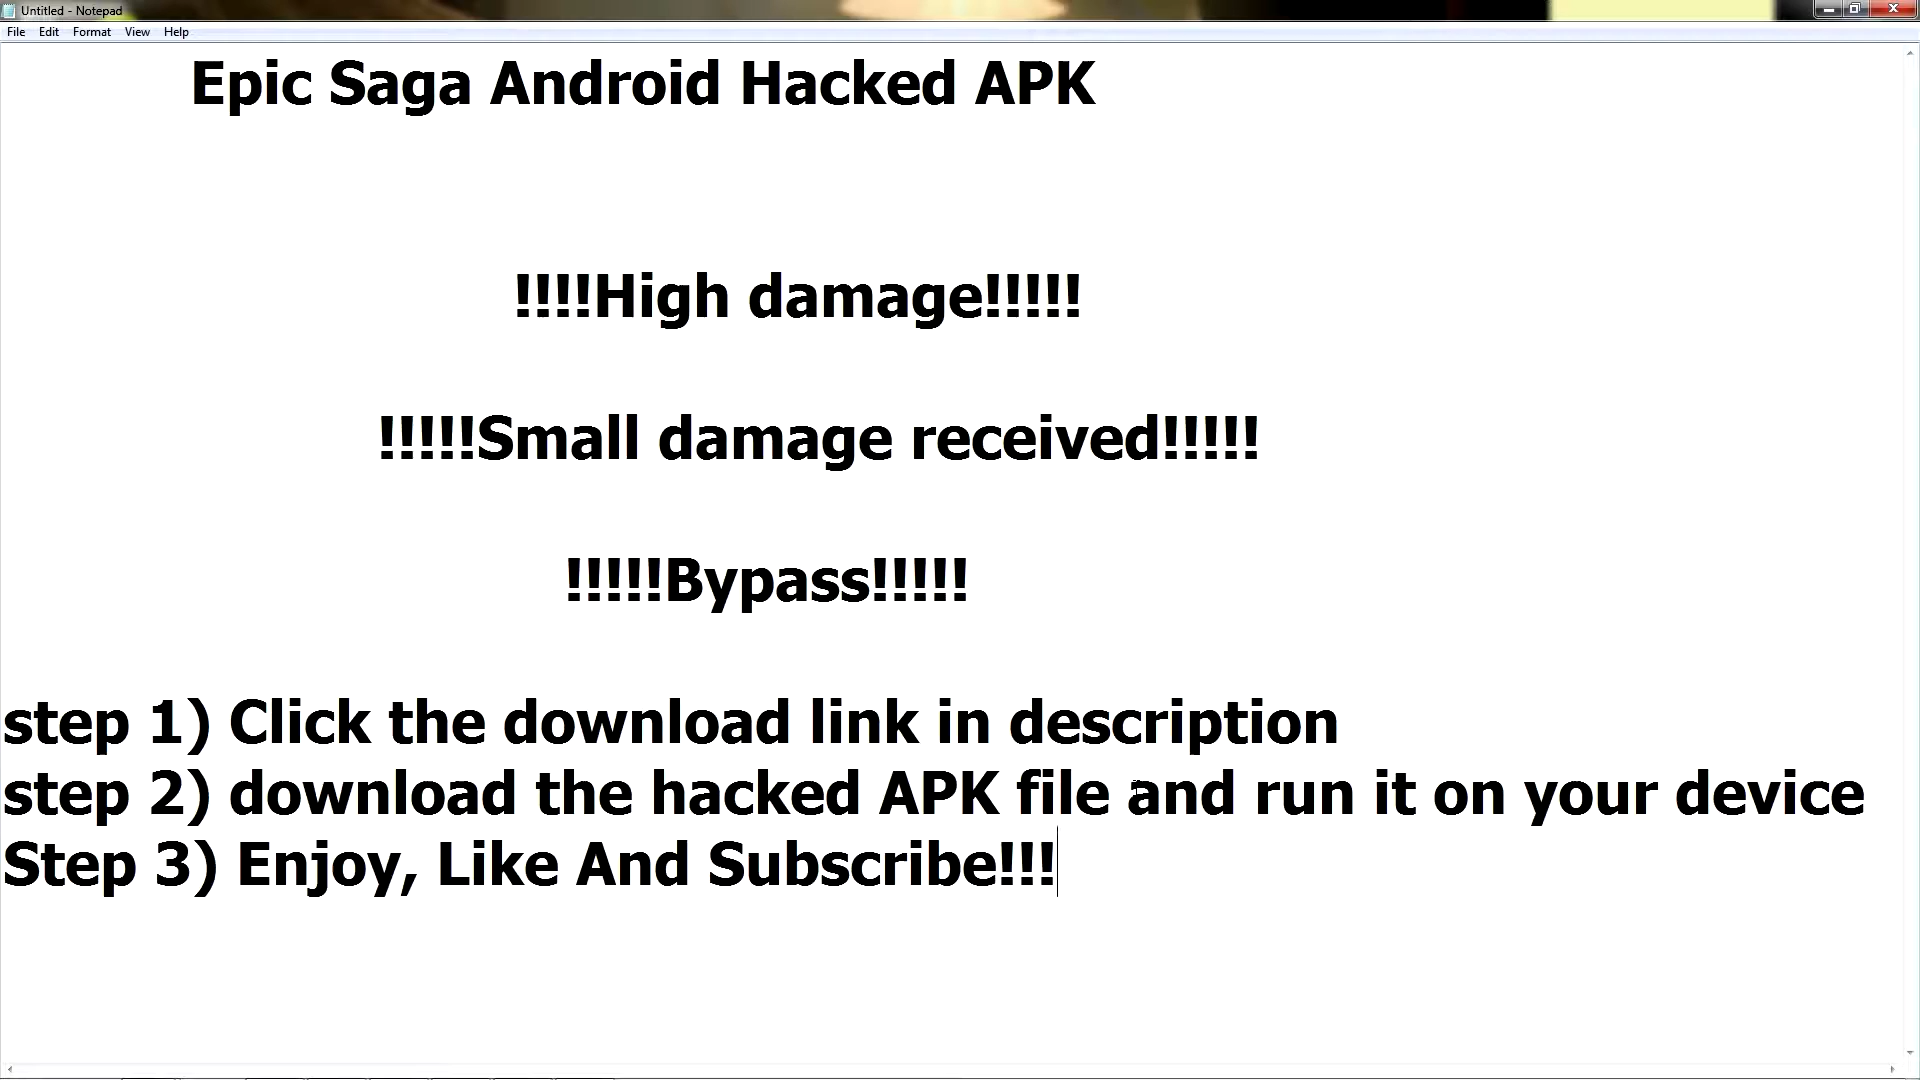 Untitled - Notepad
File Edit Format View Help
Epic Saga Android Hacked APK
!!!!High damage!!!!!
!!!!!Small damage received!!!!!
!!!!!Bypass!!!!!
step 1) Click the download link in description
step 2) download the hacked APK file and run it on your device
Step 3) Enjoy, Like And Subscribe!!!